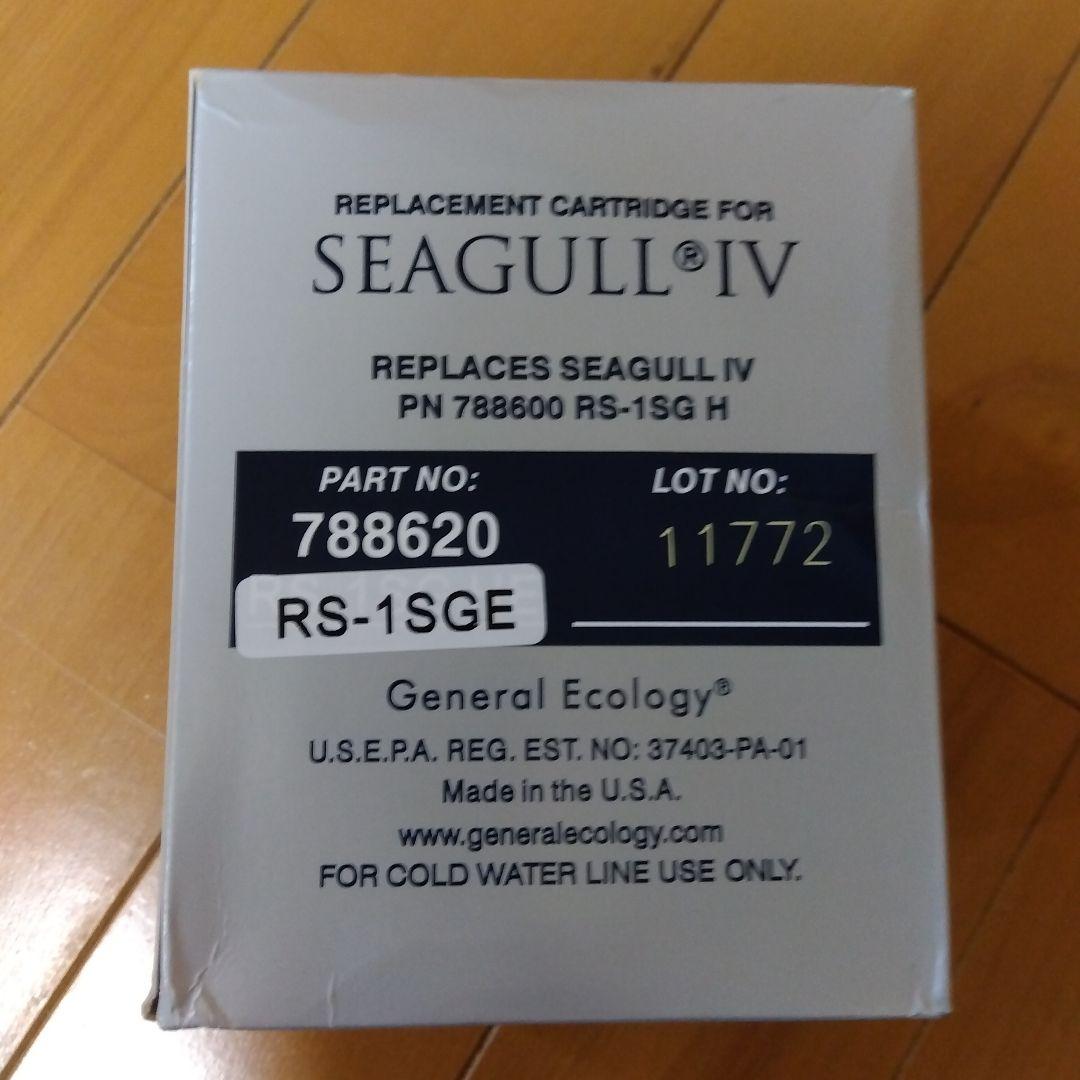 REPLACEMENT CARTRIDGE FOR
SEAGULL® IV
REPLACES SEAGULL IV
PN 788600 RS-1SG H
PART NO:
788620
RS-1SGE
LOT NO:
11772
General Ecology®
U.S.E.P.A. REG. EST. NO: 37403-PA-01
Made in the U.S.A.
www.generalecology.com
FOR COLD WATER LINE USE ONLY.